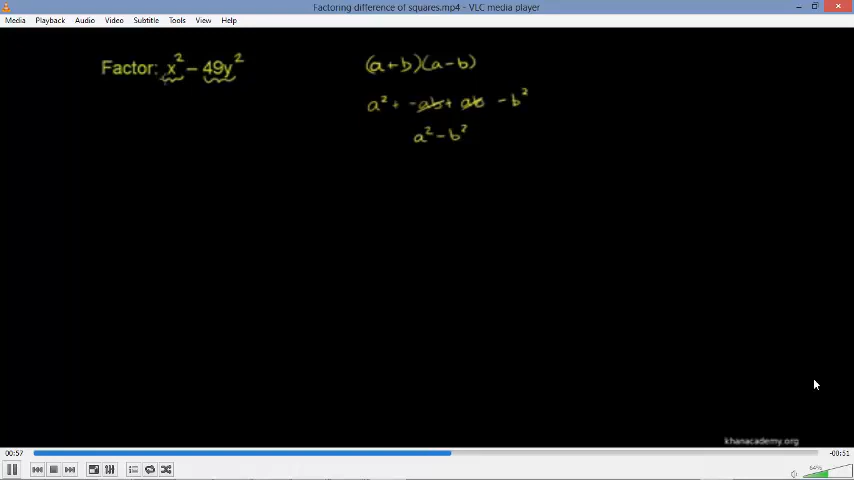 Factoring difference of squares.mp4 - VLC media player
Media Playback Audio Video Subtitle Tools View Help
Factor: x² - 49y²
(a+b)(a-b)
a² + -ab + ab - b²
a² - b²
khanacademy.org
00:57 -00:51
64%